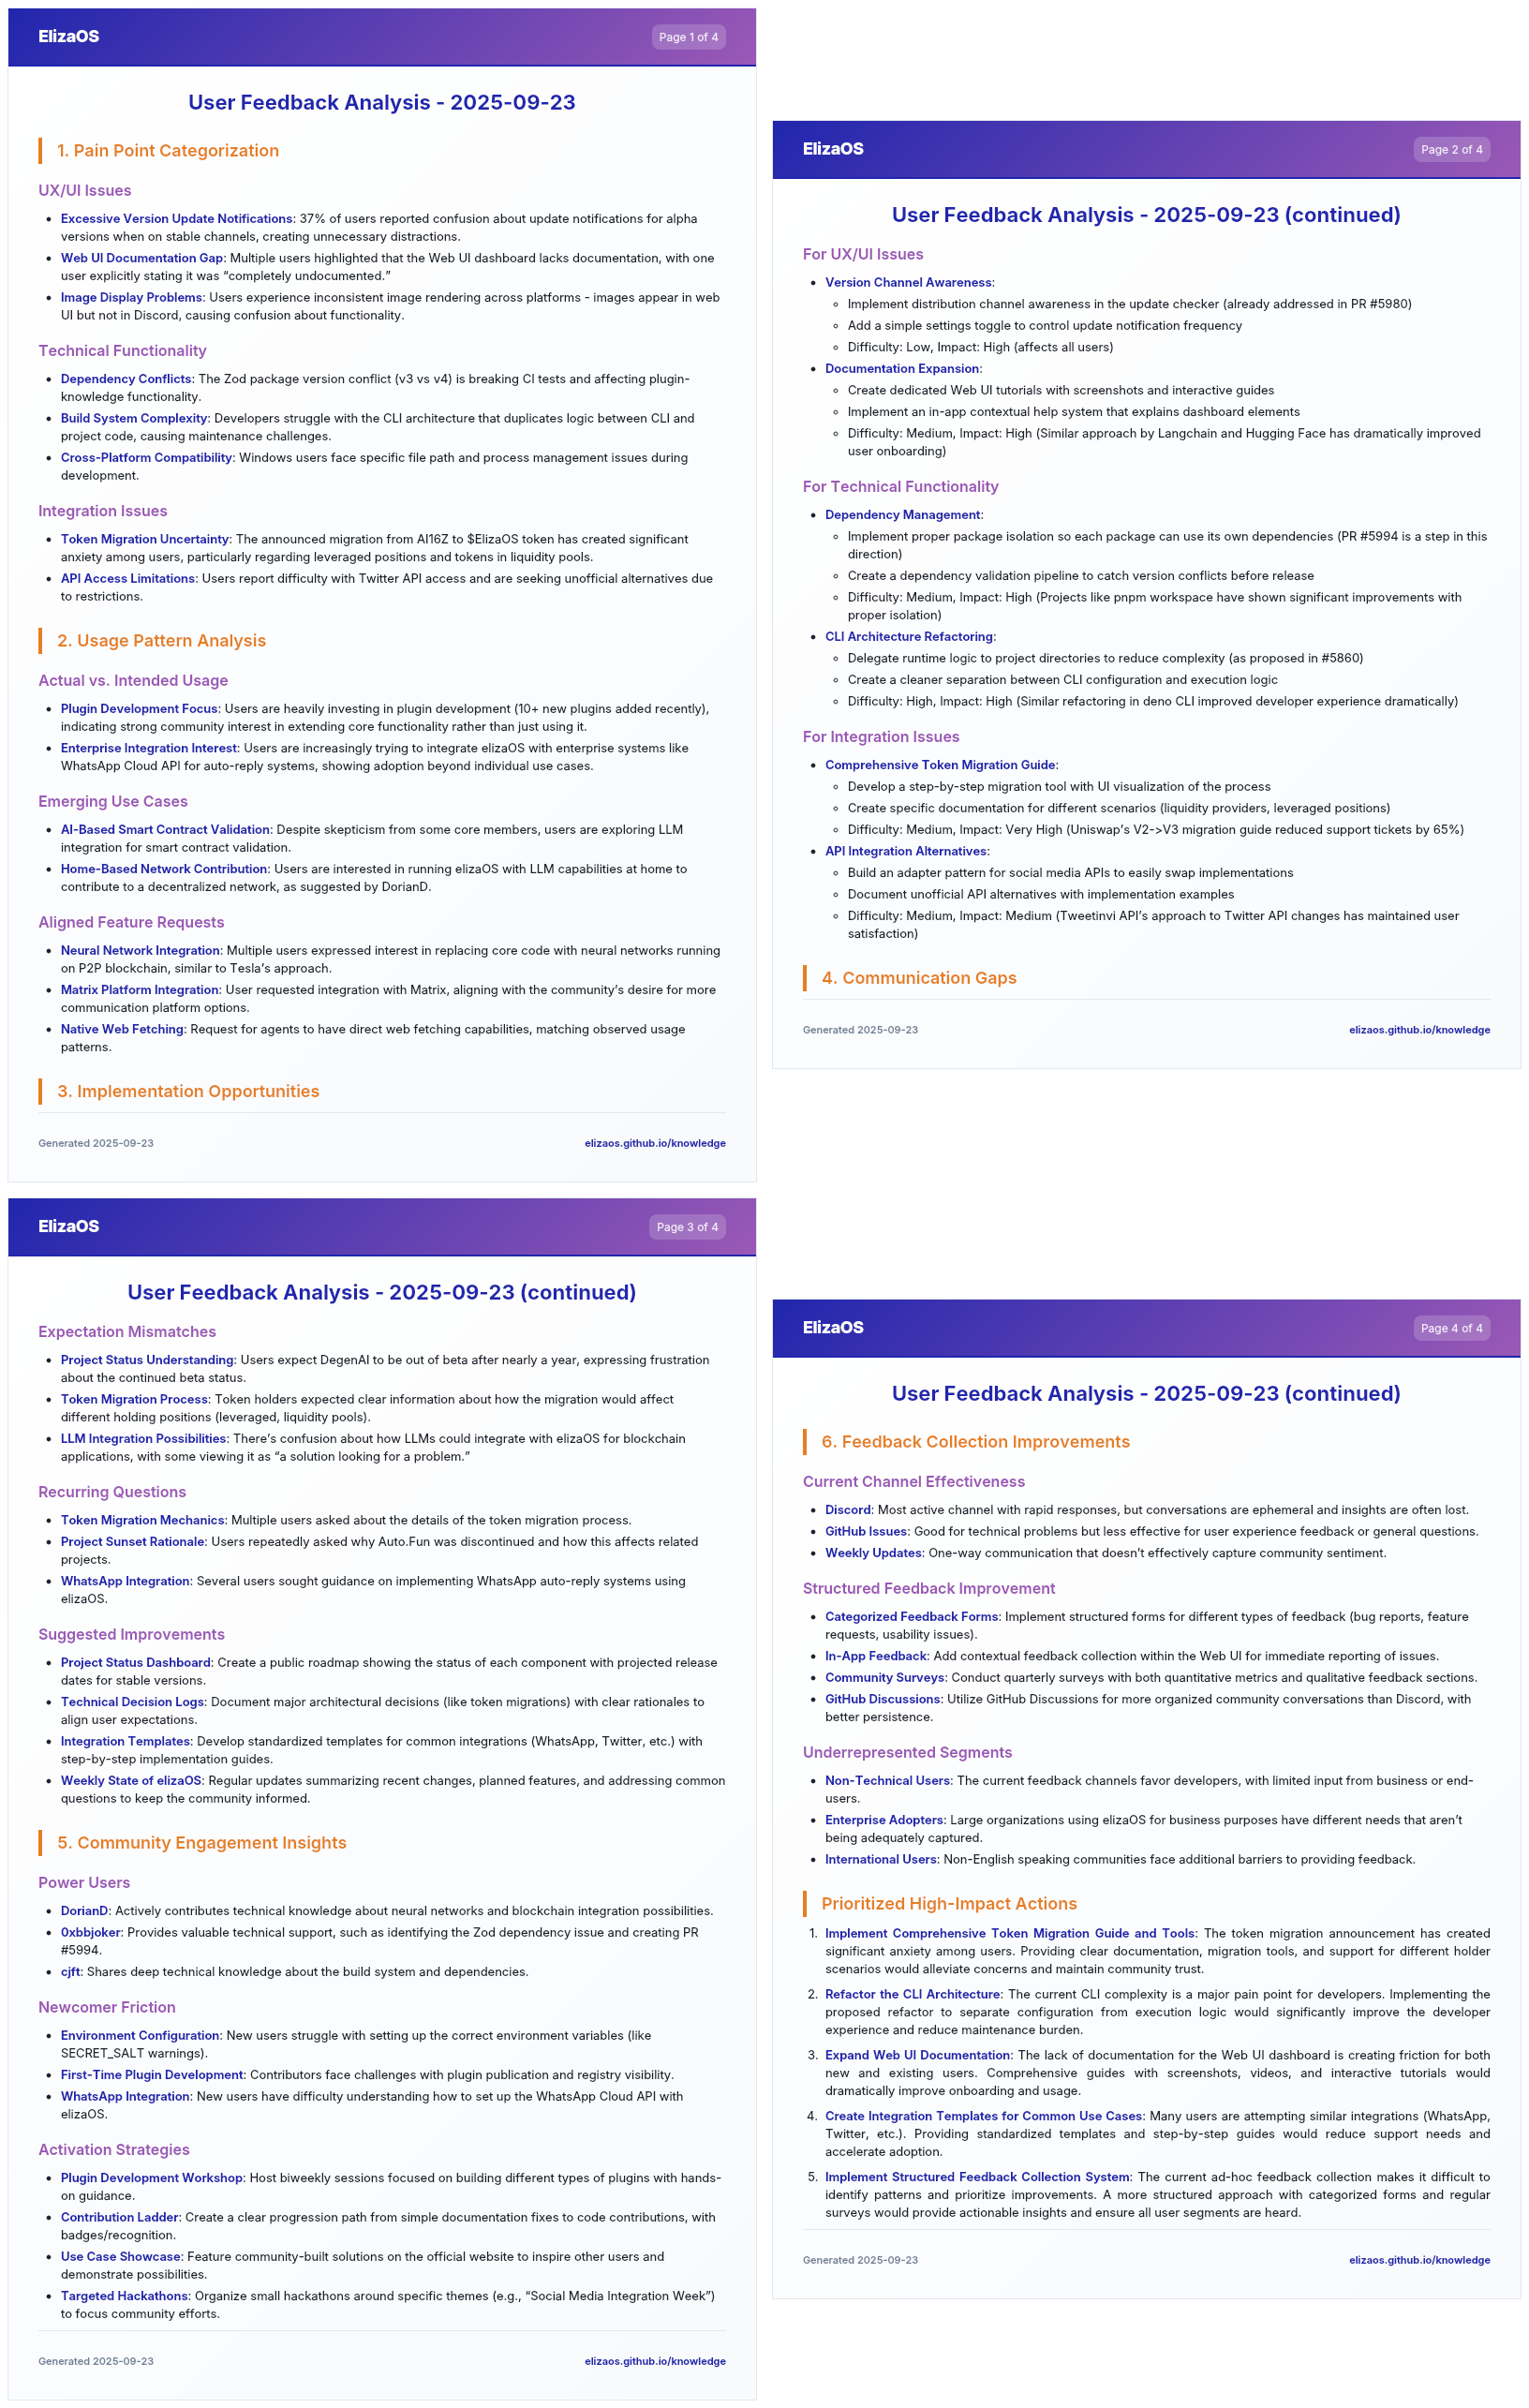 ElizaOS
Page 1 of 4
User Feedback Analysis - 2025-09-23
1. Pain Point Categorization
UX/UI Issues
• Excessive Version Update Notifications: 37% of users reported confusion about update notifications for alpha
versions when on stable channels, creating unnecessary distractions.
• Web UI Documentation Gap: Multiple users highlighted that the Web UI dashboard lacks documentation, with one
user explicitly stating it was “completely undocumented.”
• Image Display Problems: Users experience inconsistent image rendering across platforms - images appear in web
UI but not in Discord, causing confusion about functionality.
Technical Functionality
• Dependency Conflicts: The Zod package version conflict (v3 vs v4) is breaking CI tests and affecting plugin-
knowledge functionality.
• Build System Complexity: Developers struggle with the CLI architecture that duplicates logic between CLI and
project code, causing maintenance challenges.
• Cross-Platform Compatibility: Windows users face specific file path and process management issues during
development.
Integration Issues
• Token Migration Uncertainty: The announced migration from AI16Z to $ElizaOS token has created significant
anxiety among users, particularly regarding leveraged positions and tokens in liquidity pools.
• API Access Limitations: Users report difficulty with Twitter API access and are seeking unofficial alternatives due
to restrictions.
2. Usage Pattern Analysis
Actual vs. Intended Usage
• Plugin Development Focus: Users are heavily investing in plugin development (10+ new plugins added recently),
indicating strong community interest in extending core functionality rather than just using it.
• Enterprise Integration Interest: Users are increasingly trying to integrate elizaOS with enterprise systems like
WhatsApp Cloud API for auto-reply systems, showing adoption beyond individual use cases.
Emerging Use Cases
• AI-Based Smart Contract Validation: Despite skepticism from some core members, users are exploring LLM
integration for smart contract validation.
• Home-Based Network Contribution: Users are interested in running elizaOS with LLM capabilities at home to
contribute to a decentralized network, as suggested by DorianD.
Aligned Feature Requests
• Neural Network Integration: Multiple users expressed interest in replacing core code with neural networks running
on P2P blockchain, similar to Tesla’s approach.
• Matrix Platform Integration: User requested integration with Matrix, aligning with the community’s desire for more
communication platform options.
• Native Web Fetching: Request for agents to have direct web fetching capabilities, matching observed usage
patterns.
3. Implementation Opportunities
Generated 2025-09-23
elizaos.github.io/knowledge
ElizaOS
Page 2 of 4
User Feedback Analysis - 2025-09-23 (continued)
For UX/UI Issues
• Version Channel Awareness:
◦ Implement distribution channel awareness in the update checker (already addressed in PR #5980)
◦ Add a simple settings toggle to control update notification frequency
◦ Difficulty: Low, Impact: High (affects all users)
• Documentation Expansion:
◦ Create dedicated Web UI tutorials with screenshots and interactive guides
◦ Implement an in-app contextual help system that explains dashboard elements
◦ Difficulty: Medium, Impact: High (Similar approach by Langchain and Hugging Face has dramatically improved
user onboarding)
For Technical Functionality
• Dependency Management:
◦ Implement proper package isolation so each package can use its own dependencies (PR #5994 is a step in this
direction)
◦ Create a dependency validation pipeline to catch version conflicts before release
◦ Difficulty: Medium, Impact: High (Projects like pnpm workspace have shown significant improvements with
proper isolation)
• CLI Architecture Refactoring:
◦ Delegate runtime logic to project directories to reduce complexity (as proposed in #5860)
◦ Create a cleaner separation between CLI configuration and execution logic
◦ Difficulty: High, Impact: High (Similar refactoring in deno CLI improved developer experience dramatically)
For Integration Issues
• Comprehensive Token Migration Guide:
◦ Develop a step-by-step migration tool with UI visualization of the process
◦ Create specific documentation for different scenarios (liquidity providers, leveraged positions)
◦ Difficulty: Medium, Impact: Very High (Uniswap’s V2->V3 migration guide reduced support tickets by 65%)
• API Integration Alternatives:
◦ Build an adapter pattern for social media APIs to easily swap implementations
◦ Document unofficial API alternatives with implementation examples
◦ Difficulty: Medium, Impact: Medium (Tweetinvi API’s approach to Twitter API changes has maintained user
satisfaction)
4. Communication Gaps
Generated 2025-09-23
elizaos.github.io/knowledge
ElizaOS
Page 3 of 4
User Feedback Analysis - 2025-09-23 (continued)
Expectation Mismatches
• Project Status Understanding: Users expect DegenAI to be out of beta after nearly a year, expressing frustration
about the continued beta status.
• Token Migration Process: Token holders expected clear information about how the migration would affect
different holding positions (leveraged, liquidity pools).
• LLM Integration Possibilities: There’s confusion about how LLMs could integrate with elizaOS for blockchain
applications, with some viewing it as “a solution looking for a problem.”
Recurring Questions
• Token Migration Mechanics: Multiple users asked about the details of the token migration process.
• Project Sunset Rationale: Users repeatedly asked why Auto.Fun was discontinued and how this affects related
projects.
• WhatsApp Integration: Several users sought guidance on implementing WhatsApp auto-reply systems using
elizaOS.
Suggested Improvements
• Project Status Dashboard: Create a public roadmap showing the status of each component with projected release
dates for stable versions.
• Technical Decision Logs: Document major architectural decisions (like token migrations) with clear rationales to
align user expectations.
• Integration Templates: Develop standardized templates for common integrations (WhatsApp, Twitter, etc.) with
step-by-step implementation guides.
• Weekly State of elizaOS: Regular updates summarizing recent changes, planned features, and addressing common
questions to keep the community informed.
5. Community Engagement Insights
Power Users
• DorianD: Actively contributes technical knowledge about neural networks and blockchain integration possibilities.
• 0xbbjoker: Provides valuable technical support, such as identifying the Zod dependency issue and creating PR
#5994.
• cjft: Shares deep technical knowledge about the build system and dependencies.
Newcomer Friction
• Environment Configuration: New users struggle with setting up the correct environment variables (like
SECRET_SALT warnings).
• First-Time Plugin Development: Contributors face challenges with plugin publication and registry visibility.
• WhatsApp Integration: New users have difficulty understanding how to set up the WhatsApp Cloud API with
elizaOS.
Activation Strategies
• Plugin Development Workshop: Host biweekly sessions focused on building different types of plugins with hands-
on guidance.
• Contribution Ladder: Create a clear progression path from simple documentation fixes to code contributions, with
badges/recognition.
• Use Case Showcase: Feature community-built solutions on the official website to inspire other users and
demonstrate possibilities.
• Targeted Hackathons: Organize small hackathons around specific themes (e.g., “Social Media Integration Week”)
to focus community efforts.
Generated 2025-09-23
elizaos.github.io/knowledge
ElizaOS
Page 4 of 4
User Feedback Analysis - 2025-09-23 (continued)
6. Feedback Collection Improvements
Current Channel Effectiveness
• Discord: Most active channel with rapid responses, but conversations are ephemeral and insights are often lost.
• GitHub Issues: Good for technical problems but less effective for user experience feedback or general questions.
• Weekly Updates: One-way communication that doesn’t effectively capture community sentiment.
Structured Feedback Improvement
• Categorized Feedback Forms: Implement structured forms for different types of feedback (bug reports, feature
requests, usability issues).
• In-App Feedback: Add contextual feedback collection within the Web UI for immediate reporting of issues.
• Community Surveys: Conduct quarterly surveys with both quantitative metrics and qualitative feedback sections.
• GitHub Discussions: Utilize GitHub Discussions for more organized community conversations than Discord, with
better persistence.
Underrepresented Segments
• Non-Technical Users: The current feedback channels favor developers, with limited input from business or end-
users.
• Enterprise Adopters: Large organizations using elizaOS for business purposes have different needs that aren’t
being adequately captured.
• International Users: Non-English speaking communities face additional barriers to providing feedback.
Prioritized High-Impact Actions
1. Implement Comprehensive Token Migration Guide and Tools: The token migration announcement has created
significant anxiety among users. Providing clear documentation, migration tools, and support for different holder
scenarios would alleviate concerns and maintain community trust.
2. Refactor the CLI Architecture: The current CLI complexity is a major pain point for developers. Implementing the
proposed refactor to separate configuration from execution logic would significantly improve the developer
experience and reduce maintenance burden.
3. Expand Web UI Documentation: The lack of documentation for the Web UI dashboard is creating friction for both
new and existing users. Comprehensive guides with screenshots, videos, and interactive tutorials would
dramatically improve onboarding and usage.
4. Create Integration Templates for Common Use Cases: Many users are attempting similar integrations (WhatsApp,
Twitter, etc.). Providing standardized templates and step-by-step guides would reduce support needs and
accelerate adoption.
5. Implement Structured Feedback Collection System: The current ad-hoc feedback collection makes it difficult to
identify patterns and prioritize improvements. A more structured approach with categorized forms and regular
surveys would provide actionable insights and ensure all user segments are heard.
Generated 2025-09-23
elizaos.github.io/knowledge